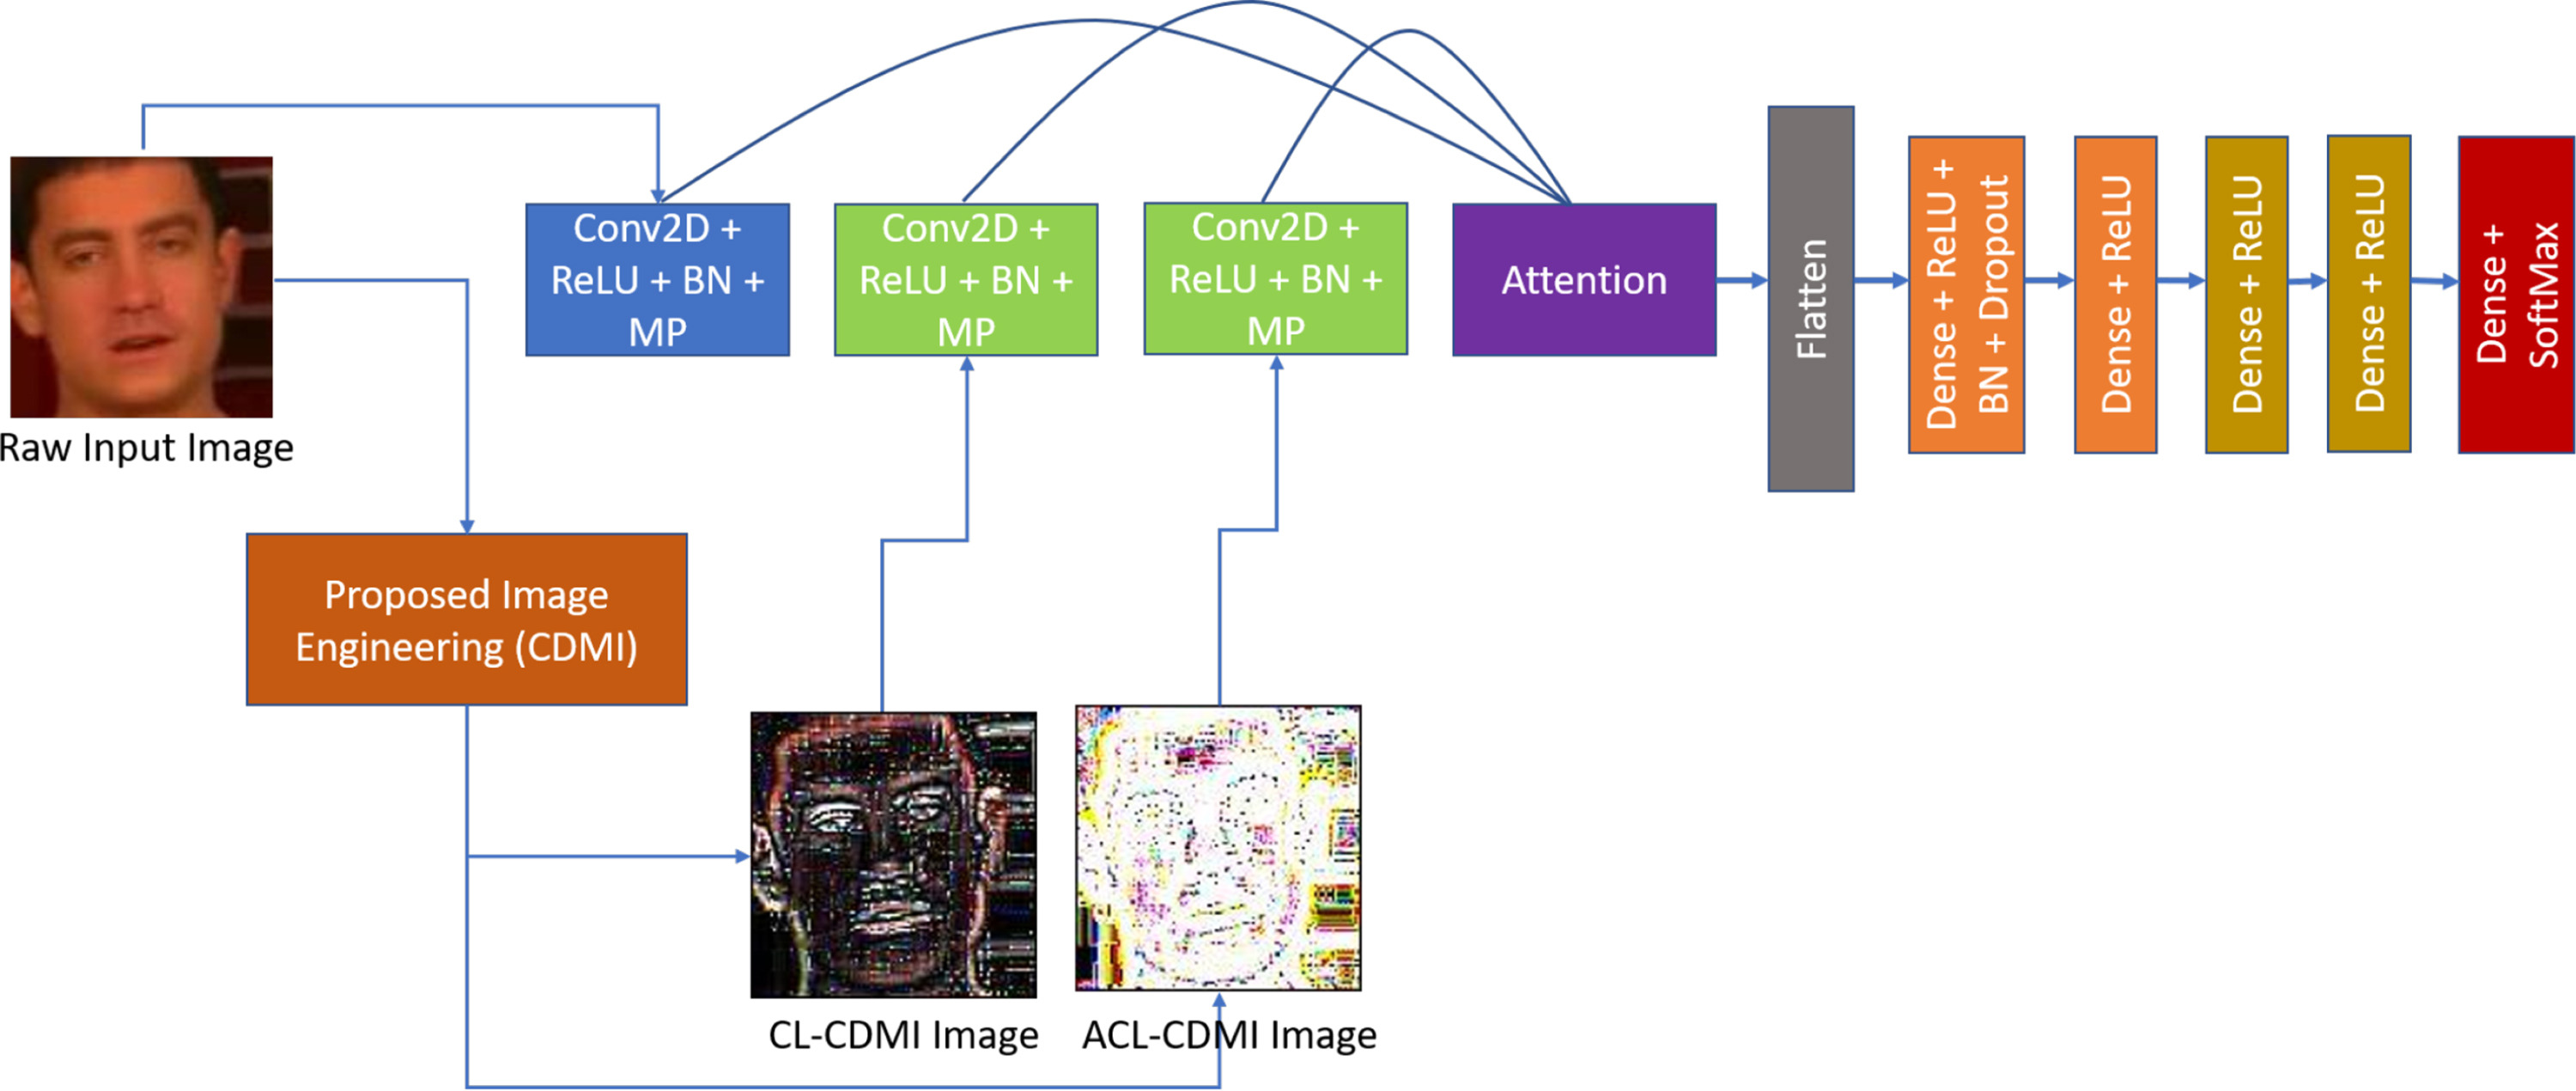 Raw Input Image
Conv2D +
ReLU + BN +
MP
Conv2D +
ReLU + BN +
MP
Conv2D +
ReLU + BN +
MP
Attention
Flatten
Dense + ReLU +
BN + Dropout
Dense + ReLU
Dense + ReLU
Dense + ReLU
Dense +
SoftMax
Proposed Image
Engineering (CDMI)
CL-CDMI Image
ACL-CDMI Image